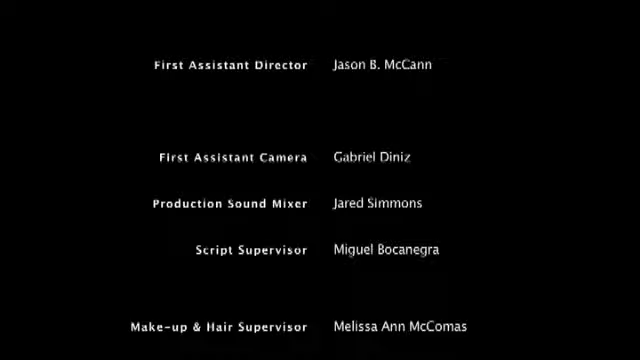 First Assistant Director Jason B. McCann
First Assistant Camera Gabriel Diniz
Production Sound Mixer Jared Simmons
Script Supervisor Miguel Bocanegra
Make-up & Hair Supervisor Melissa Ann McComas